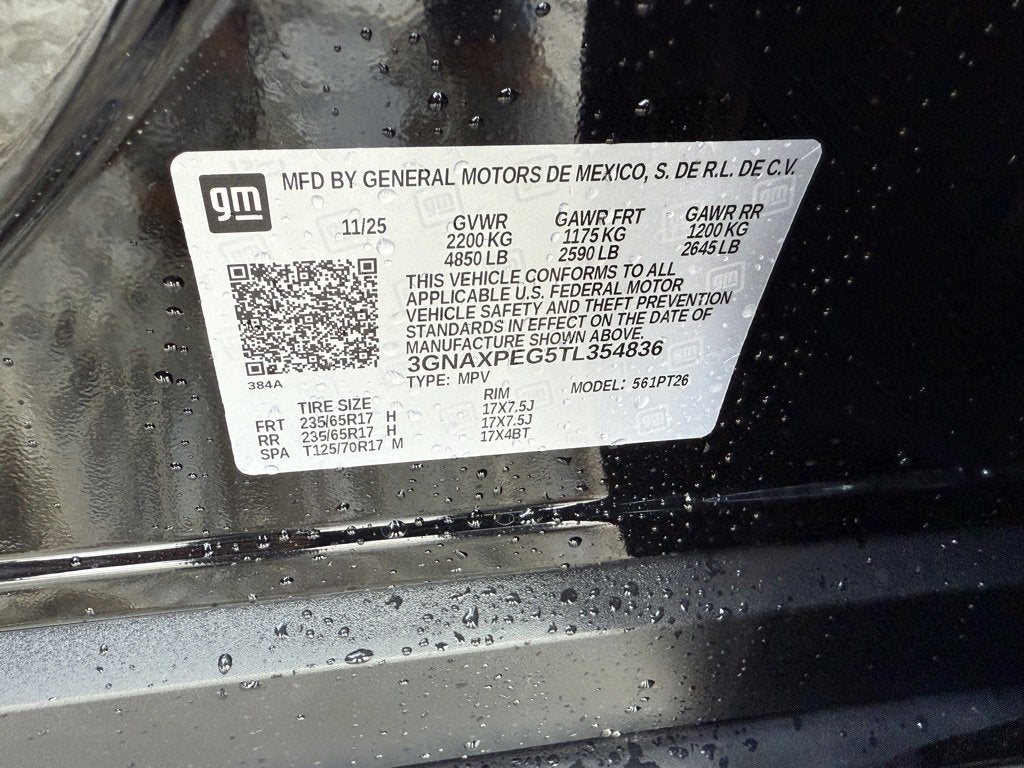 gm
MFD BY GENERAL MOTORS DE MEXICO, S. DE R.L. DE C.V.
11/25 GVWR GAWR FRT GAWR RR
2200 KG 1175 KG 1200 KG
4850 LB 2590 LB 2645 LB
THIS VEHICLE CONFORMS TO ALL
APPLICABLE U.S. FEDERAL MOTOR
VEHICLE SAFETY AND THEFT PREVENTION
STANDARDS IN EFFECT ON THE DATE OF
MANUFACTURE SHOWN ABOVE.
3GNAXPEG5TL354836
384A
TYPE: MPV MODEL: 561PT26
TIRE SIZE RIM
FRT 235/65R17 H 17X7.5J
RR 235/65R17 H 17X7.5J
SPA T125/70R17 M 17X4BT